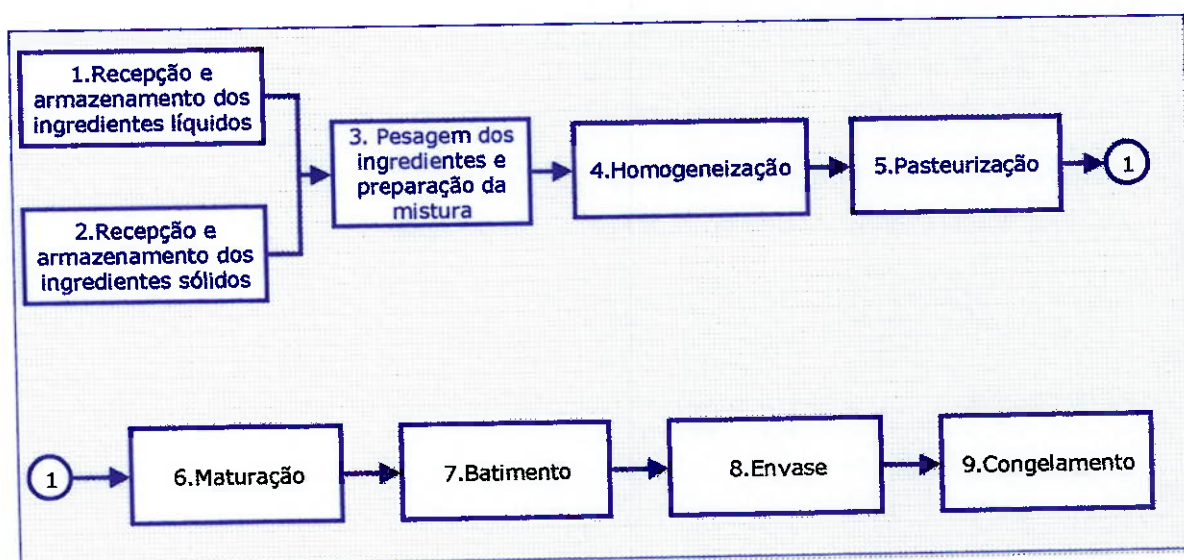 1.Recepção e
armazenamento dos
ingredientes líquidos
2.Recepção e
armazenamento dos
ingredientes sólidos
3. Pesagem dos
ingredientes e
preparação da
mistura
4.Homogeneização
5.Pasteurização
1
1
6.Maturação
7.Batimento
8.Envase
9.Congelamento